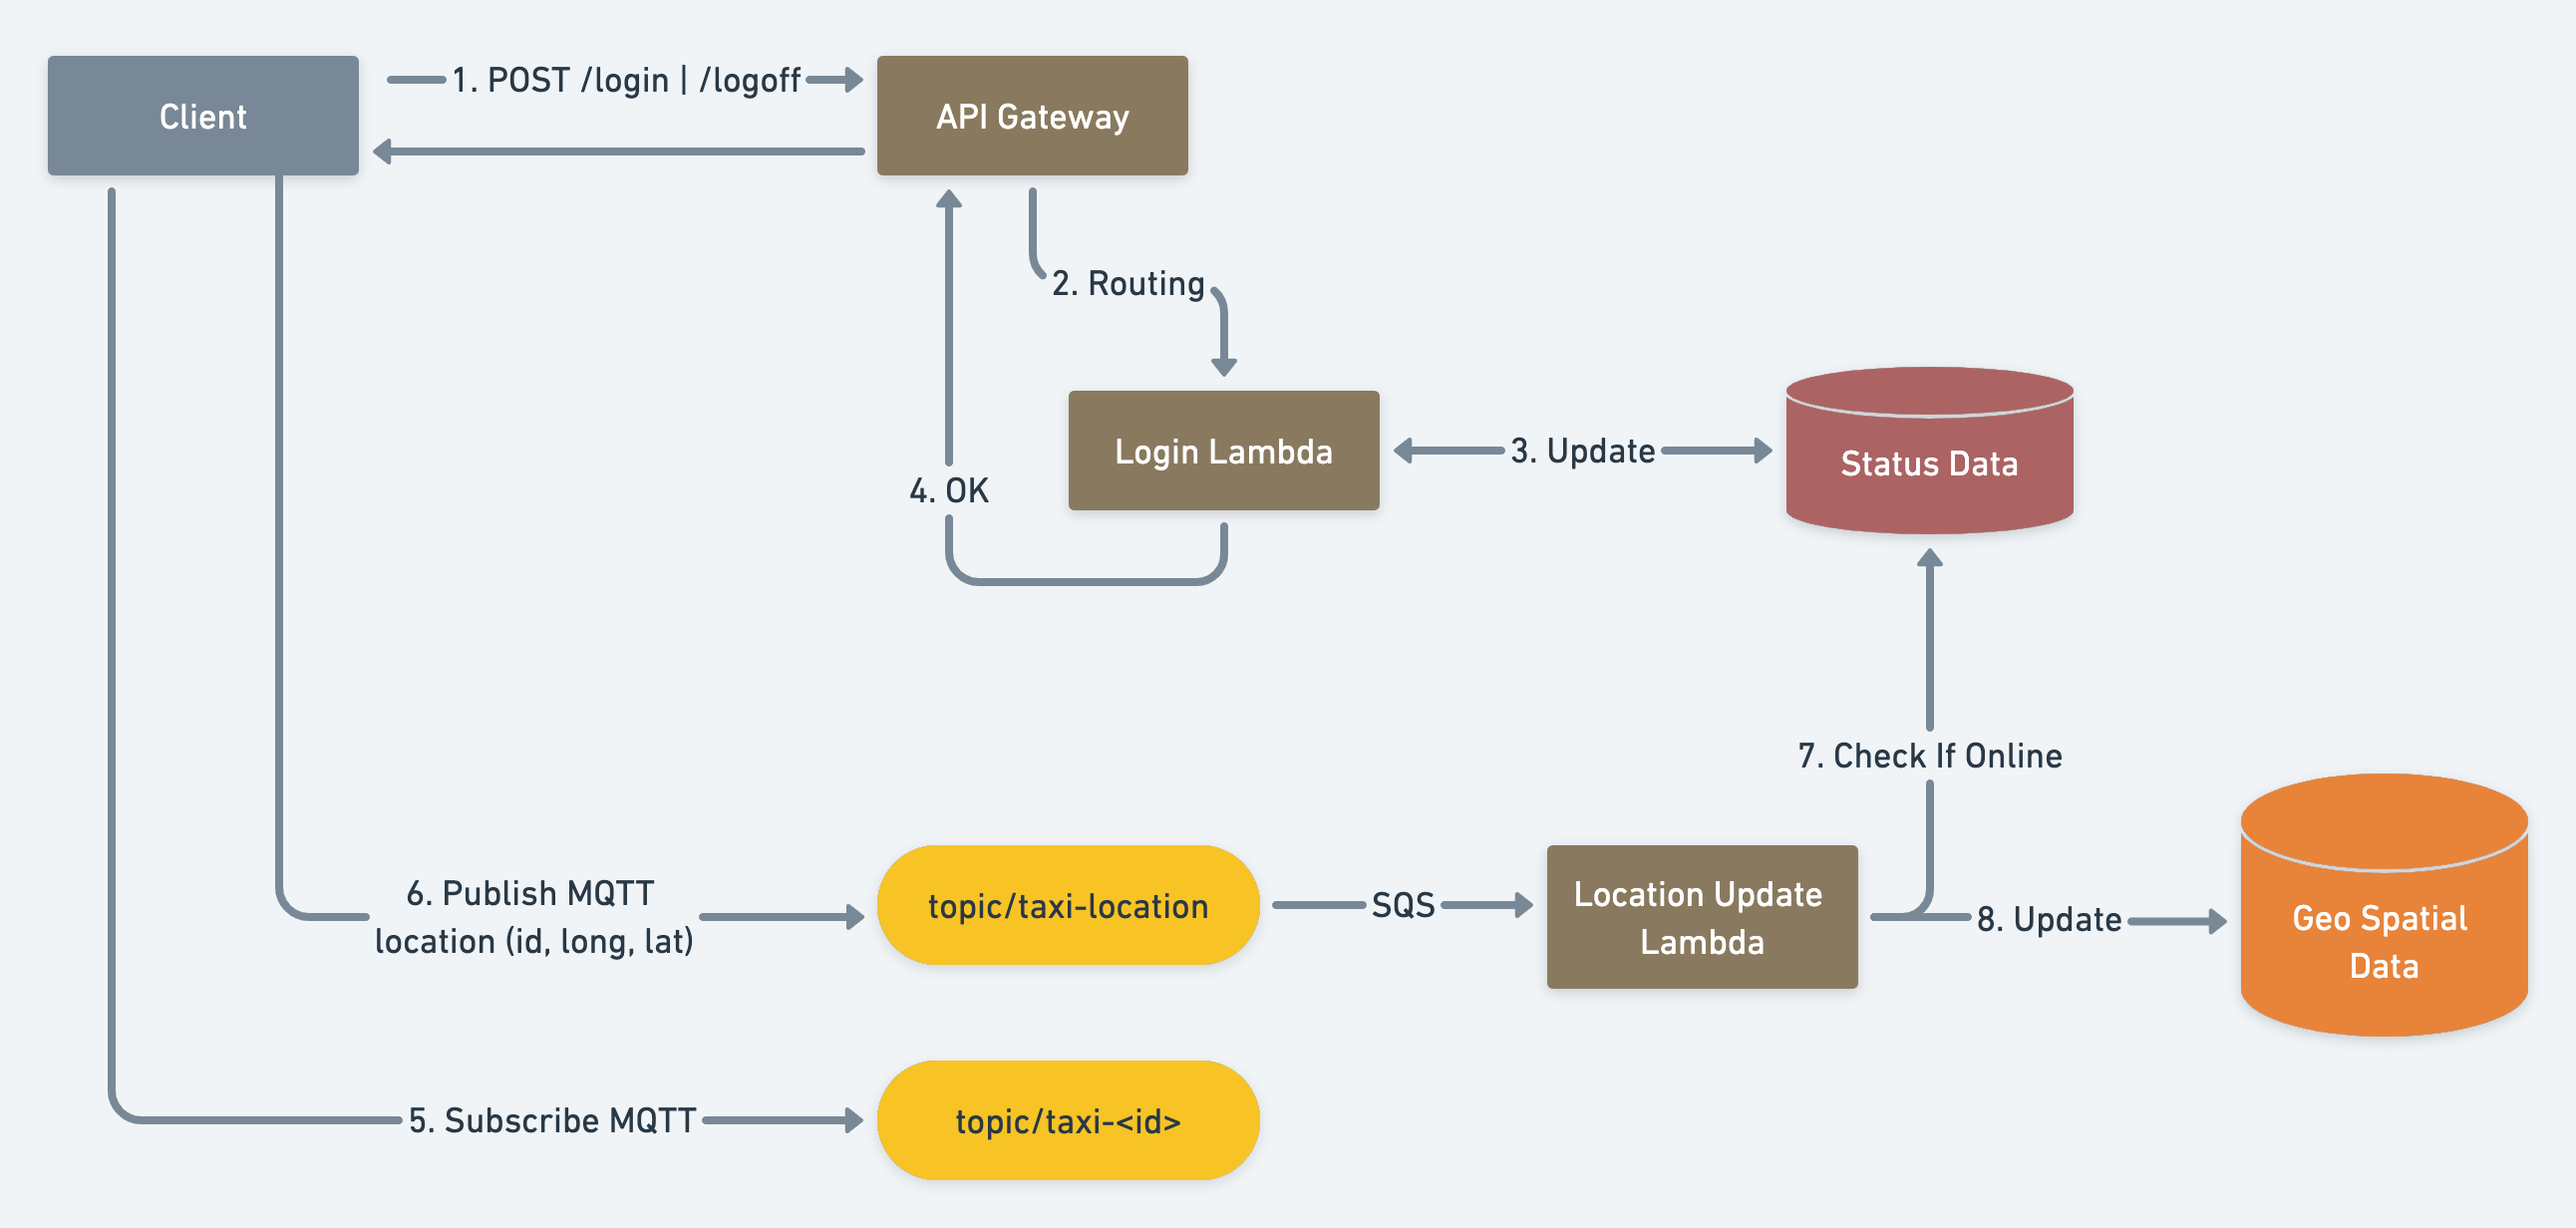 Client
1. POST /login | /logoff
API Gateway
2. Routing
Login Lambda
3. Update
Status Data
4. OK
7. Check If Online
6. Publish MQTT
location (id, long, lat)
topic/taxi-location
SQS
Location Update
Lambda
8. Update
Geo Spatial
Data
5. Subscribe MQTT
topic/taxi-<id>